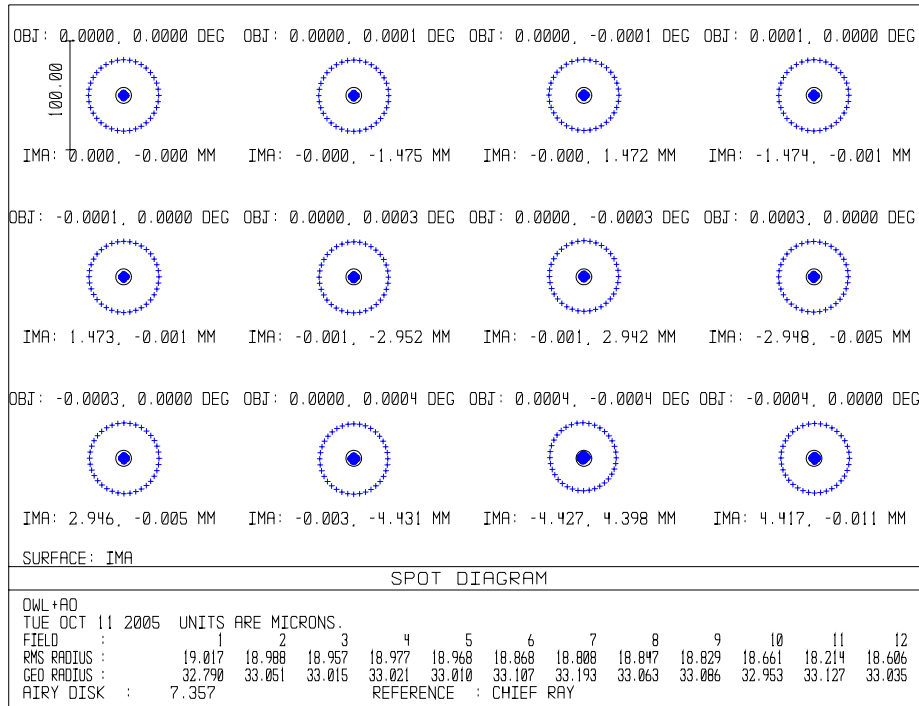 OBJ: 0.0000, 0.0000 DEG OBJ: 0.0000, 0.0001 DEG OBJ: 0.0000, -0.0001 DEG OBJ: 0.0001, 0.0000 DEG
100.00
IMA: 0.000, -0.000 MM IMA: -0.000, -1.475 MM IMA: -0.000, 1.472 MM IMA: -1.474, -0.001 MM
OBJ: -0.0001, 0.0000 DEG OBJ: 0.0000, 0.0003 DEG OBJ: 0.0000, -0.0003 DEG OBJ: 0.0003, 0.0000 DEG
IMA: 1.473, -0.001 MM IMA: -0.001, -2.952 MM IMA: -0.001, 2.942 MM IMA: -2.948, -0.005 MM
OBJ: -0.0003, 0.0000 DEG OBJ: 0.0000, 0.0004 DEG OBJ: 0.0004, -0.0004 DEG OBJ: -0.0004, 0.0000 DEG
IMA: 2.946, -0.005 MM IMA: -0.003, -4.431 MM IMA: -4.427, 4.398 MM IMA: 4.417, -0.011 MM
SURFACE: IMA
SPOT DIAGRAM
OWL+AO
TUE OCT 11 2005 UNITS ARE MICRONS.
FIELD : 1 2 3 4 5 6 7 8 9 10 11 12
RMS RADIUS : 19.017 18.988 18.957 18.977 18.968 18.868 18.808 18.847 18.829 18.661 18.214 18.606
GEO RADIUS : 32.790 33.051 33.015 33.021 33.010 33.107 33.193 33.063 33.086 32.953 33.127 33.035
AIRY DISK : 7.357 REFERENCE : CHIEF RAY